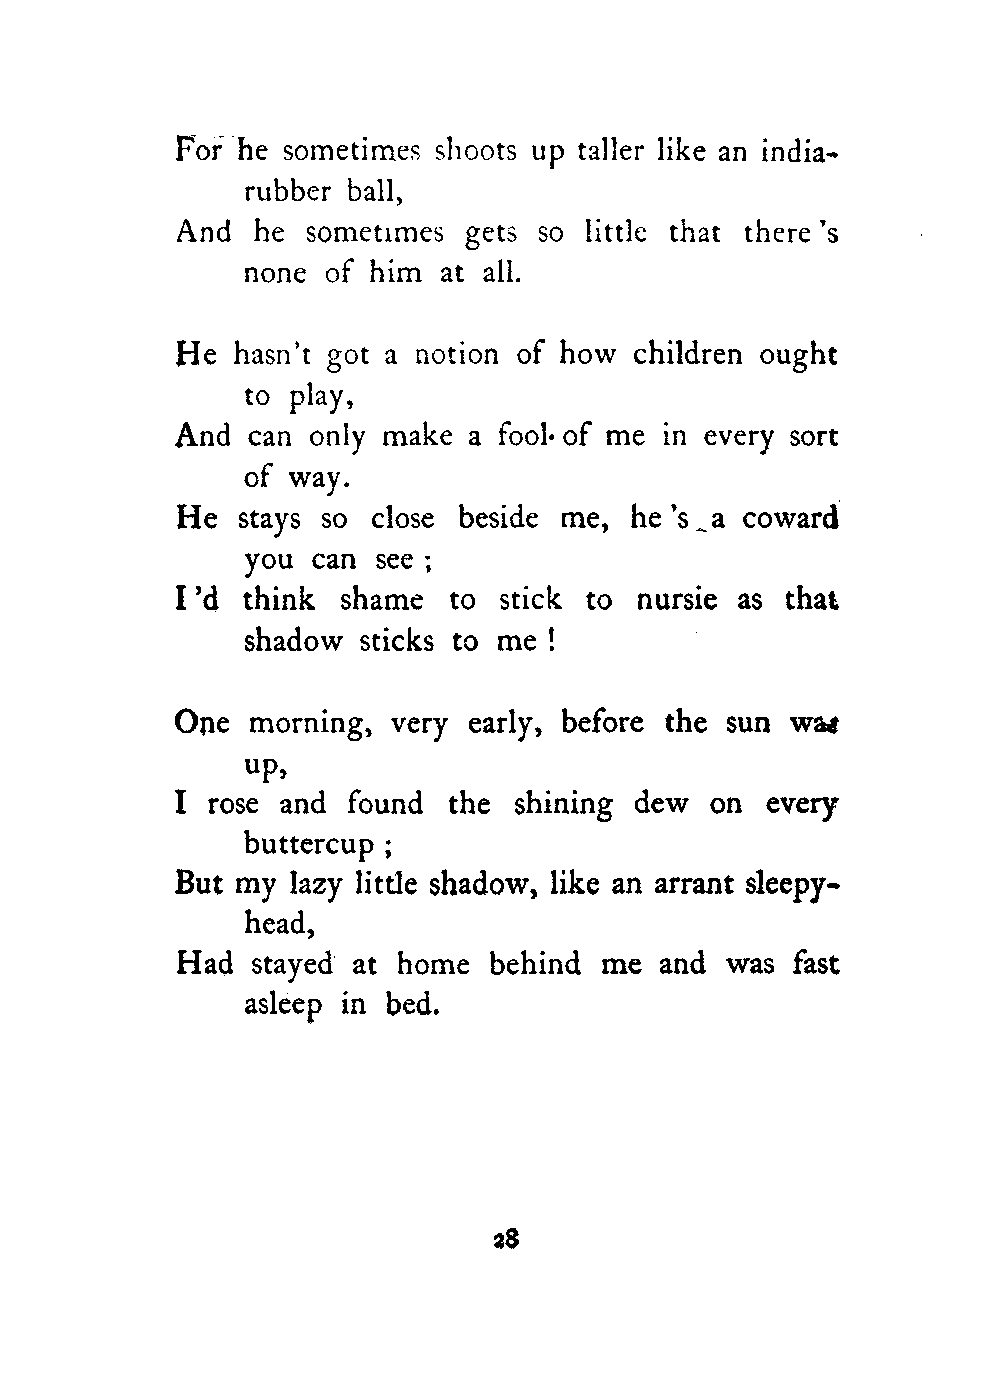 For he sometimes shoots up taller like an india-
rubber ball,
And he sometimes gets so little that there's
none of him at all.
He hasn't got a notion of how children ought
to play,
And can only make a fool of me in every sort
of way.
He stays so close beside me, he's a coward
you can see;
I'd think shame to stick to nursie as that
shadow sticks to me!
One morning, very early, before the sun was
up,
I rose and found the shining dew on every
buttercup;
But my lazy little shadow, like an arrant sleepy-
head,
Had stayed at home behind me and was fast
asleep in bed.
28